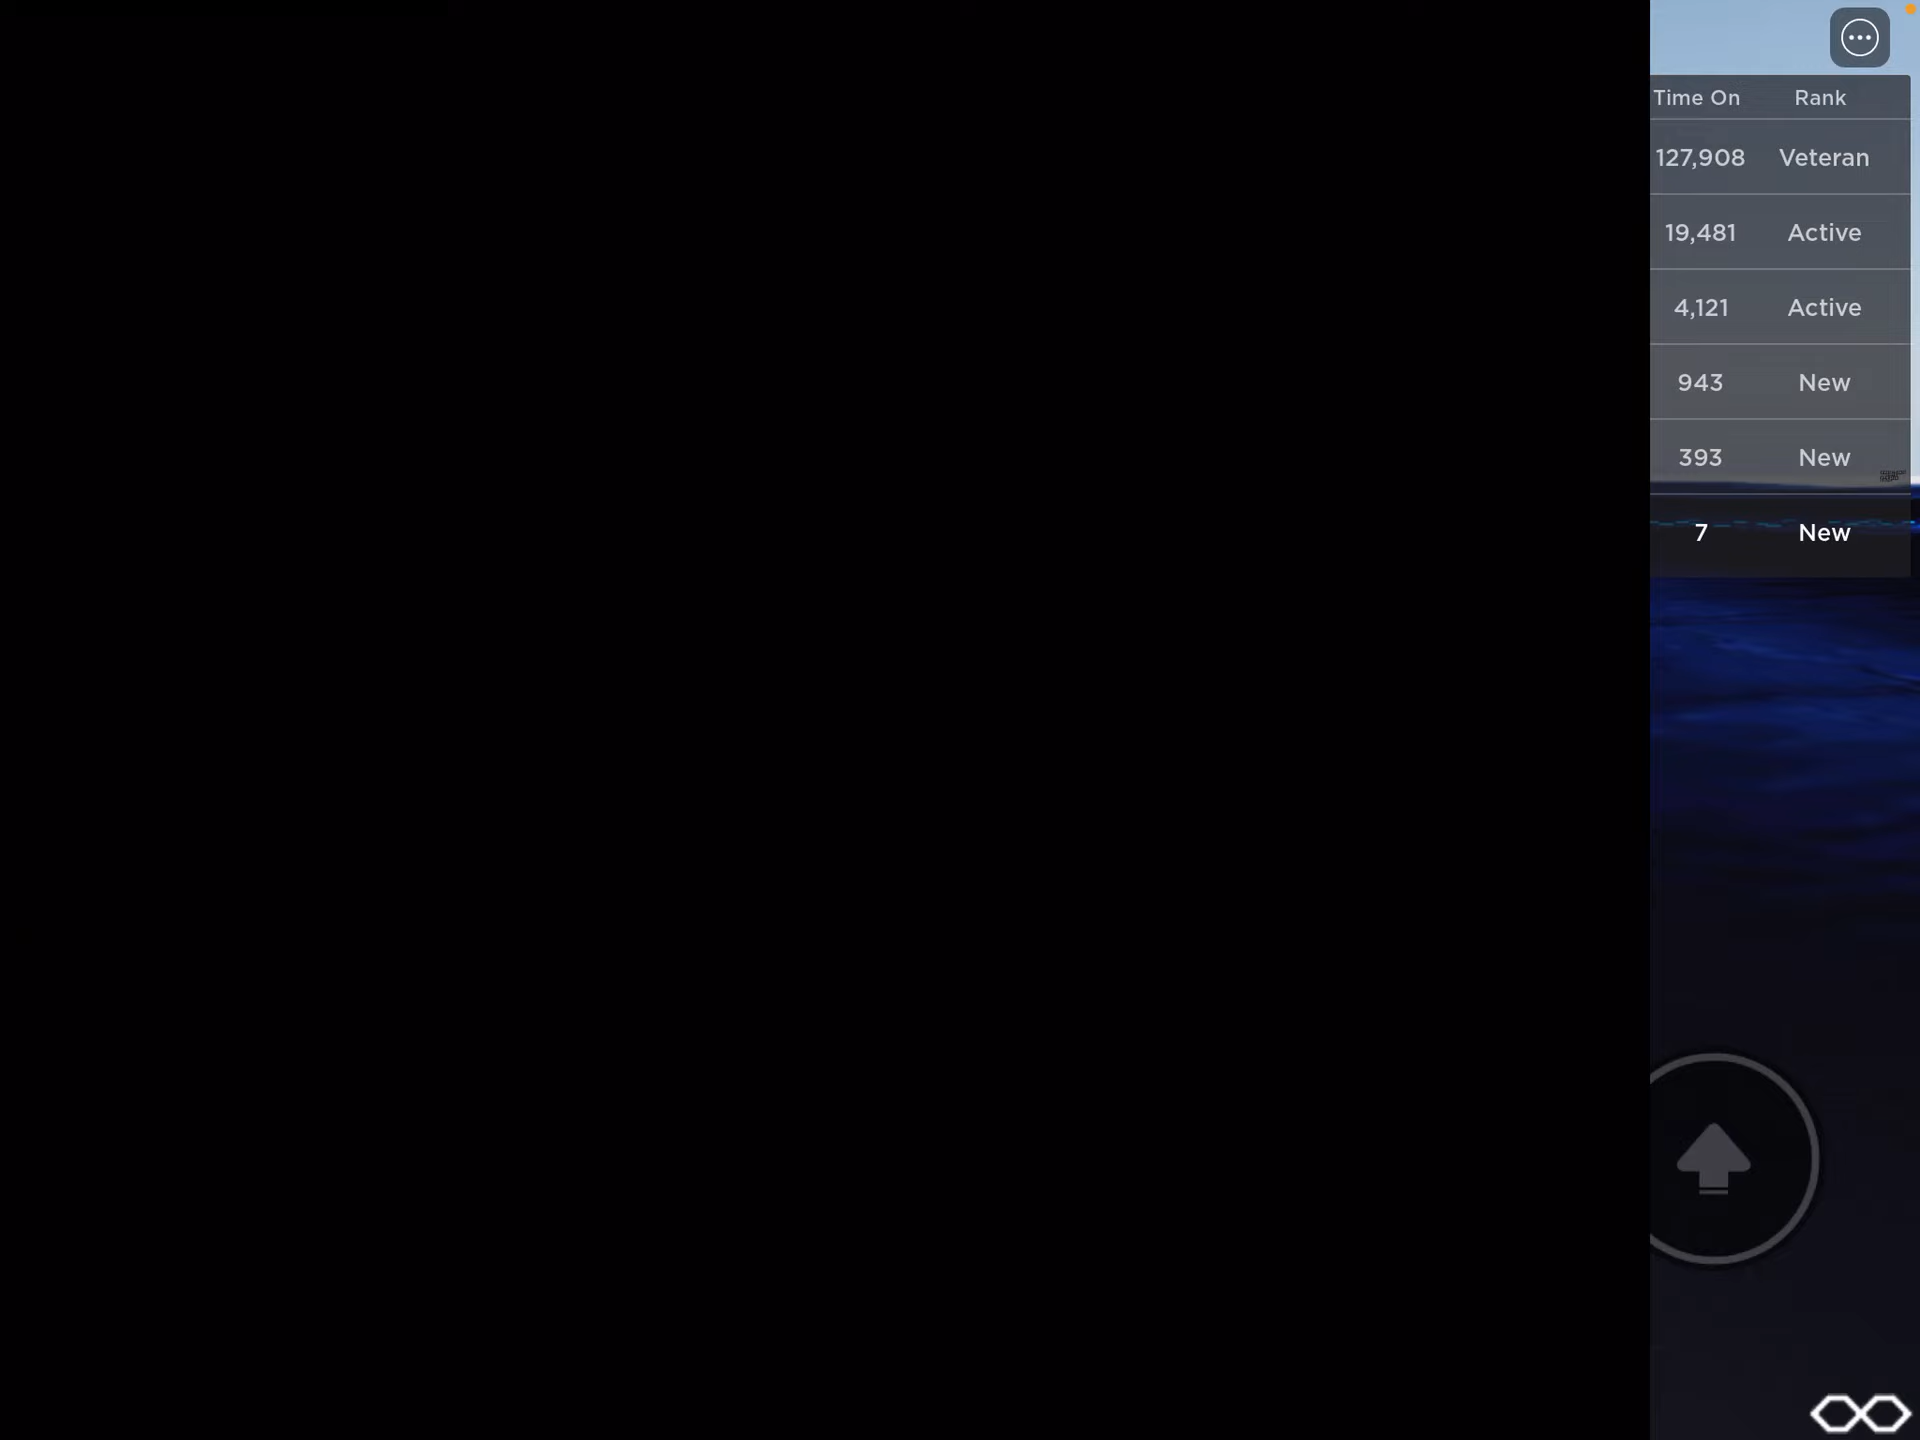 Time On Rank
127,908 Veteran
19,481 Active
4,121 Active
943 New
393 New
7 New